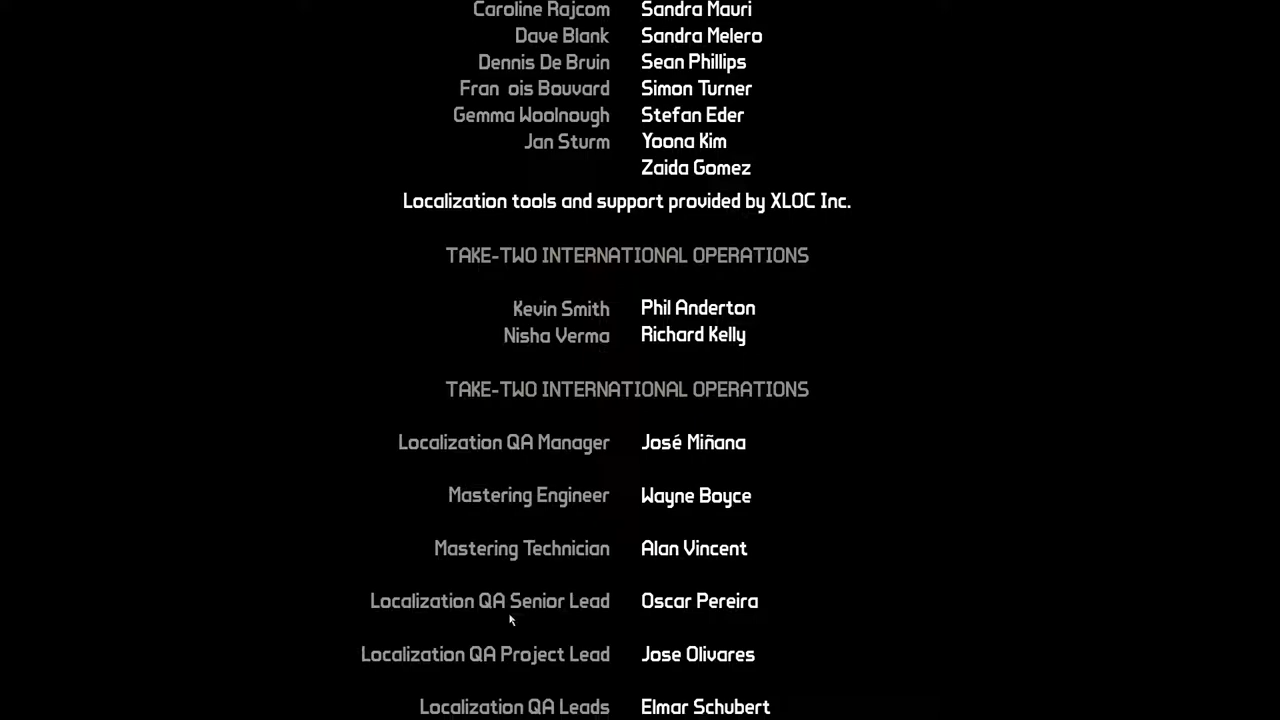 Caroline Rajcom Sandra Mauri
Dave Blank Sandra Melero
Dennis De Bruin Sean Phillips
Fran ois Bouvard Simon Turner
Gemma Woolnough Stefan Eder
Jan Sturm Yoona Kim
Zaida Gomez
Localization tools and support provided by XLOC Inc.
TAKE-TWO INTERNATIONAL OPERATIONS
Kevin Smith Phil Anderton
Nisha Verma Richard Kelly
TAKE-TWO INTERNATIONAL OPERATIONS
Localization QA Manager José Miñana
Mastering Engineer Wayne Boyce
Mastering Technician Alan Vincent
Localization QA Senior Lead Oscar Pereira
Localization QA Project Lead Jose Olivares
Localization QA Leads Elmar Schubert